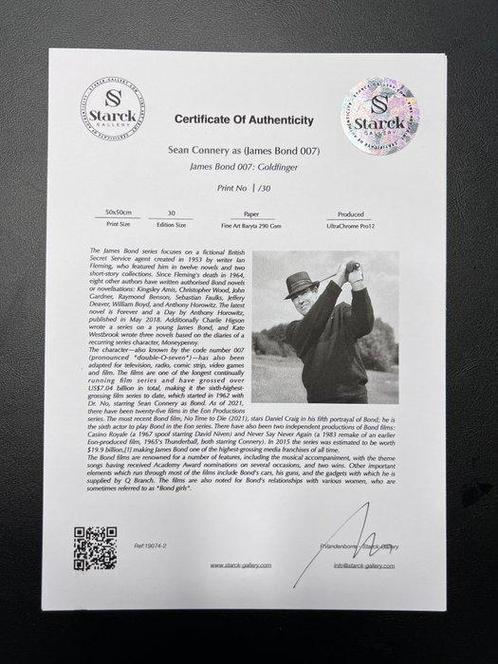 STARCK-GALLERY.COM
S
Starck
GALLERY
S
Starck
GALLERY
Certificate Of Authenticity
Sean Connery as (James Bond 007)
James Bond 007: Goldfinger
Print No 1/30
50x50cm 30 Paper Produced
Print Size Edition Size Fine Art Baryta 290 Gsm UltraChrome Pro12
The James Bond series focuses on a fictional British
Secret Service agent created in 1953 by writer Ian
Fleming, who featured him in twelve novels and two
short-story collections. Since Fleming's death in 1964,
eight other authors have written authorised Bond novels
or novelisations: Kingsley Amis, Christopher Wood, John
Gardner, Raymond Benson, Sebastian Faulks, Jeffery
Deaver, William Boyd, and Anthony Horowitz. The latest
novel is Forever and a Day by Anthony Horowitz,
published in May 2018. Additionally Charlie Higson
wrote a series on a young James Bond, and Kate
Westbrook wrote three novels based on the diaries of a
recurring series character, Moneypenny.
The character—also known by the code number 007
(pronounced "double-O-seven")—has also been
adapted for television, radio, comic strip, video games
and film. The films are one of the longest continually
running film series and have grossed over
US$7.04 billion in total, making it the sixth-highest-
grossing film series to date, which started in 1962 with
Dr. No, starring Sean Connery as Bond. As of 2021,
there have been twenty-five films in the Eon Productions
series. The most recent Bond film, No Time to Die (2021), stars Daniel Craig in his fifth portrayal of Bond; he is
the sixth actor to play Bond in the Eon series. There have also been two independent productions of Bond films:
Casino Royale (a 1967 spoof starring David Niven) and Never Say Never Again (a 1983 remake of an earlier
Eon-produced film, 1965's Thunderball, both starring Connery). In 2015 the series was estimated to be worth
$19.9 billion,[1] making James Bond one of the highest-grossing media franchises of all time.
The Bond films are renowned for a number of features, including the musical accompaniment, with the theme
songs having received Academy Award nominations on several occasions, and two wins. Other important
elements which run through most of the films include Bond's cars, his guns, and the gadgets with which he is
supplied by Q Branch. The films are also noted for Bond's relationships with various women, who are
sometimes referred to as "Bond girls".
Ref:19074-2
www.starck-gallery.com
Starck-Gallery
info@starck-gallery.com